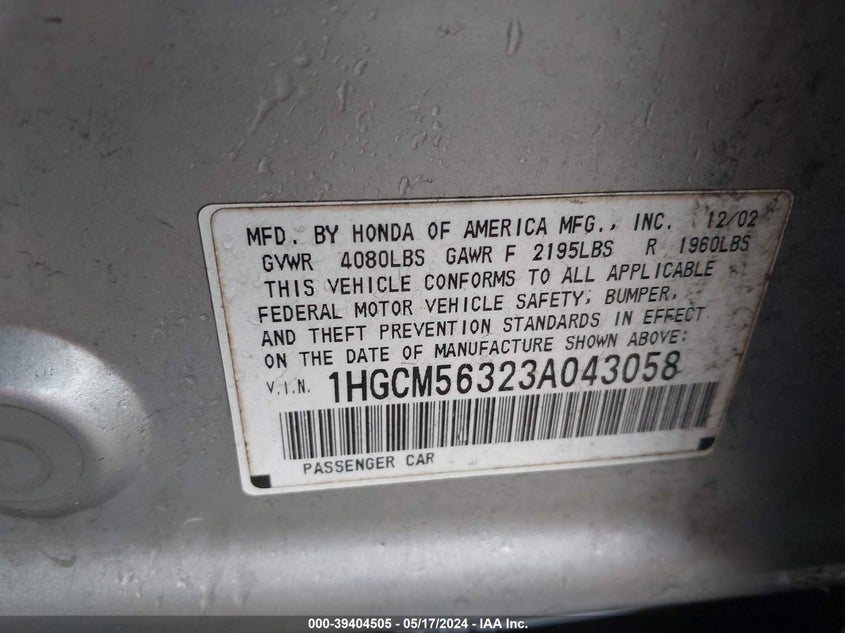 MFD. BY HONDA OF AMERICA MFG., INC. 12/02
GVWR 4080LBS GAWR F 2195LBS R 1960LBS
THIS VEHICLE CONFORMS TO ALL APPLICABLE
FEDERAL MOTOR VEHICLE SAFETY, BUMPER,
AND THEFT PREVENTION STANDARDS IN EFFECT
ON THE DATE OF MANUFACTURE SHOWN ABOVE:
V.I.N. 1HGCM56323A043058
PASSENGER CAR
000-39404505 - 05/17/2024 - IAA Inc.